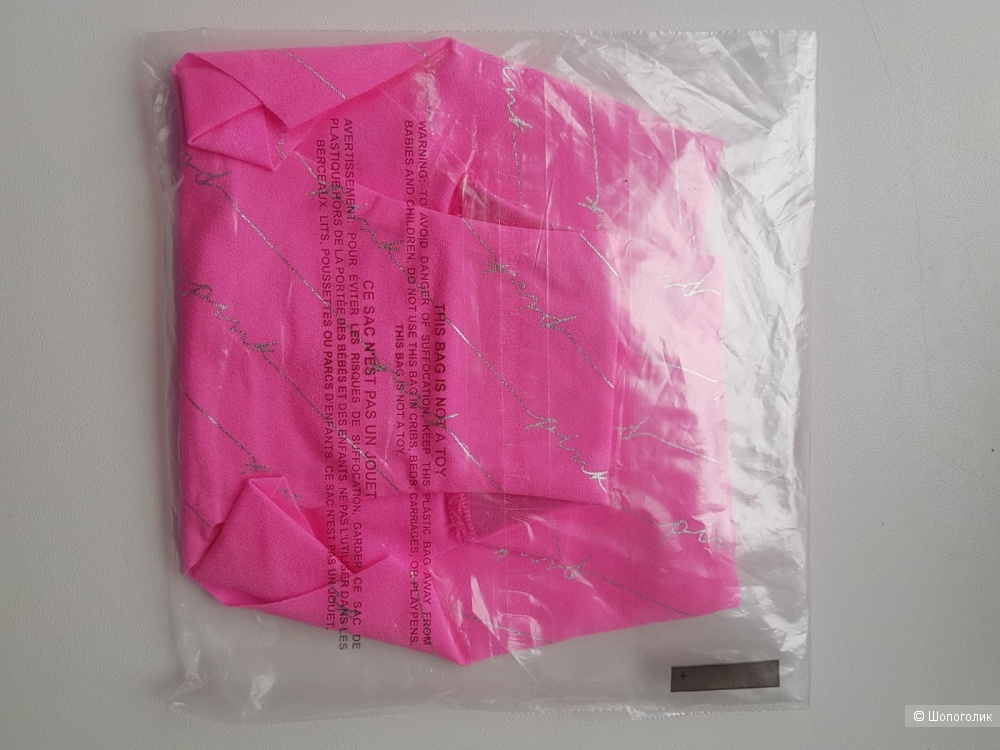 THIS BAG IS NOT A TOY
WARNING: TO AVOID DANGER OF SUFFOCATION, KEEP THIS PLASTIC BAG AWAY FROM
BABIES AND CHILDREN. DO NOT USE THIS BAG IN CRIBS, BEDS, CARRIAGES, OR PLAYPENS.
THIS BAG IS NOT A TOY.
CE SAC N'EST PAS UN JOUET
AVERTISSEMENT: POUR ÉVITER LES RISQUES DE SUFFOCATION, GARDER CE SAC DE
PLASTIQUE HORS DE LA PORTÉE DES BÉBÉS ET DES ENFANTS. NE PAS L'UTILISER DANS LES
BERCEAUX, LITS, POUSSETTES OU PARCS D'ENFANTS. CE SAC N'EST PAS UN JOUET.
pink
pink
pink
pink
© Шопоголик